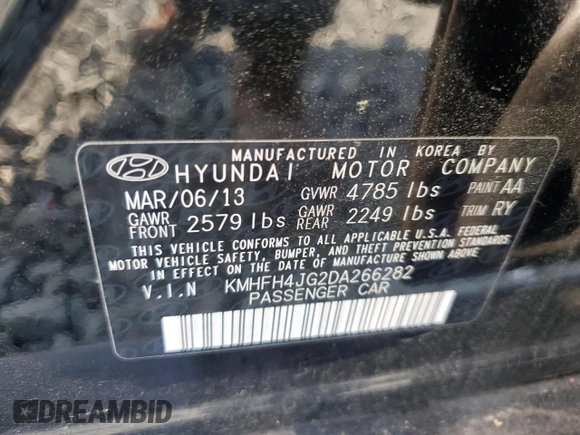 MANUFACTURED IN KOREA BY
HYUNDAI MOTOR COMPANY
MAR/06/13 GVWR 4785 lbs PAINT AA
GAWR FRONT 2579 lbs GAWR REAR 2249 lbs TRIM RY
THIS VEHICLE CONFORMS TO ALL APPLICABLE U.S.A. FEDERAL
MOTOR VEHICLE SAFETY, BUMPER, AND THEFT PREVENTION STANDARDS
IN EFFECT ON THE DATE OF MANUFACTURE SHOWN ABOVE.
V.I.N KMHFH4JG2DA266282
PASSENGER CAR
DREAMBID